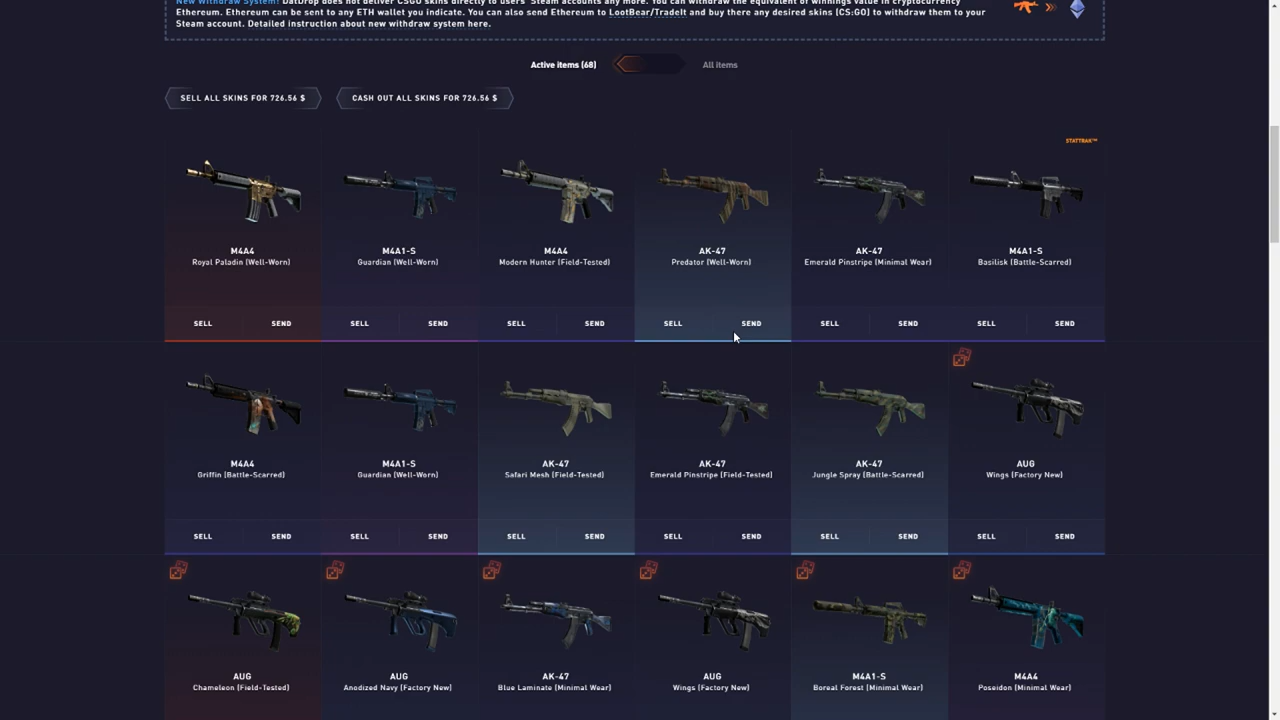 New Withdraw System! DatDrop does not deliver CSGO skins directly to users' Steam accounts any more. You can withdraw the equivalent of winnings value in cryptocurrency
Ethereum. Ethereum can be sent to any ETH wallet you indicate. You can also send Ethereum to LootBear/TradeIt and buy there any desired skins (CS:GO) to withdraw them to your
Steam account. Detailed instruction about new withdraw system here.
Active items (68) All items
SELL ALL SKINS FOR 726.56 $ CASH OUT ALL SKINS FOR 726.56 $
STATTRAK™
M4A4 M4A1-S M4A4 AK-47 AK-47 M4A1-S
Royal Paladin (Well-Worn) Guardian (Well-Worn) Modern Hunter (Field-Tested) Predator (Well-Worn) Emerald Pinstripe (Minimal Wear) Basilisk (Battle-Scarred)
SELL SEND SELL SEND SELL SEND SELL SEND SELL SEND SELL SEND
M4A4 M4A1-S AK-47 AK-47 AK-47 AUG
Griffin (Battle-Scarred) Guardian (Well-Worn) Safari Mesh (Field-Tested) Emerald Pinstripe (Field-Tested) Jungle Spray (Battle-Scarred) Wings (Factory New)
SELL SEND SELL SEND SELL SEND SELL SEND SELL SEND SELL SEND
AUG AUG AK-47 AUG M4A1-S M4A4
Chameleon (Field-Tested) Anodized Navy (Factory New) Blue Laminate (Minimal Wear) Wings (Factory New) Boreal Forest (Minimal Wear) Poseidon (Minimal Wear)